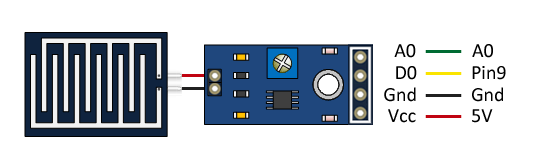 A0 A0
D0 Pin9
Gnd Gnd
Vcc 5V